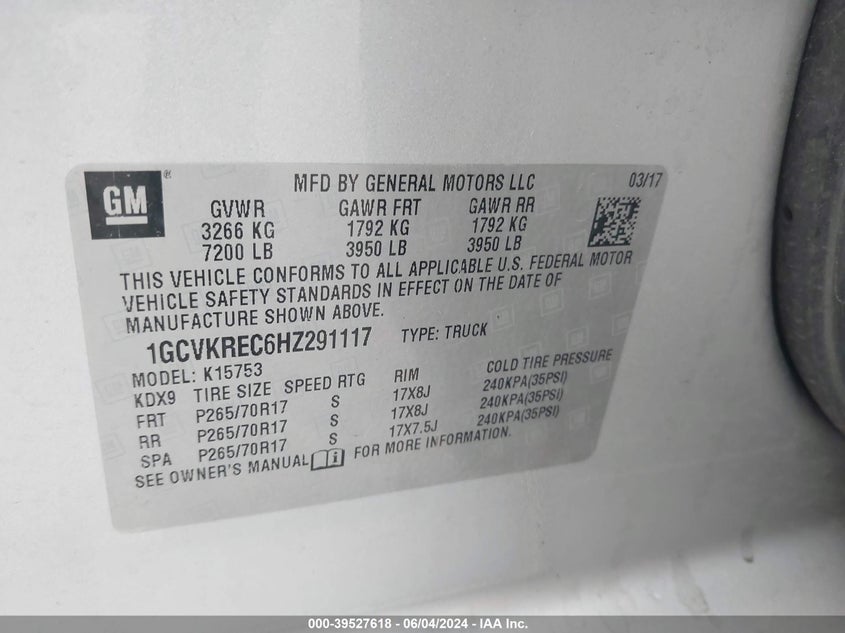 GM ® MFD BY GENERAL MOTORS LLC 03/17
GVWR GAWR FRT GAWR RR
3266 KG 1792 KG 1792 KG
7200 LB 3950 LB 3950 LB
THIS VEHICLE CONFORMS TO ALL APPLICABLE U.S. FEDERAL MOTOR
VEHICLE SAFETY STANDARDS IN EFFECT ON THE DATE OF
MANUFACTURE SHOWN ABOVE.
1GCVKREC6HZ291117 TYPE: TRUCK
MODEL: K15753
KDX9 TIRE SIZE SPEED RTG RIM COLD TIRE PRESSURE
FRT P265/70R17 S 17X8J 240KPA(35PSI)
RR P265/70R17 S 17X8J 240KPA(35PSI)
SPA P265/70R17 S 17X7.5J 240KPA(35PSI)
SEE OWNER'S MANUAL FOR MORE INFORMATION.
000-39527618 - 06/04/2024 - IAA Inc.